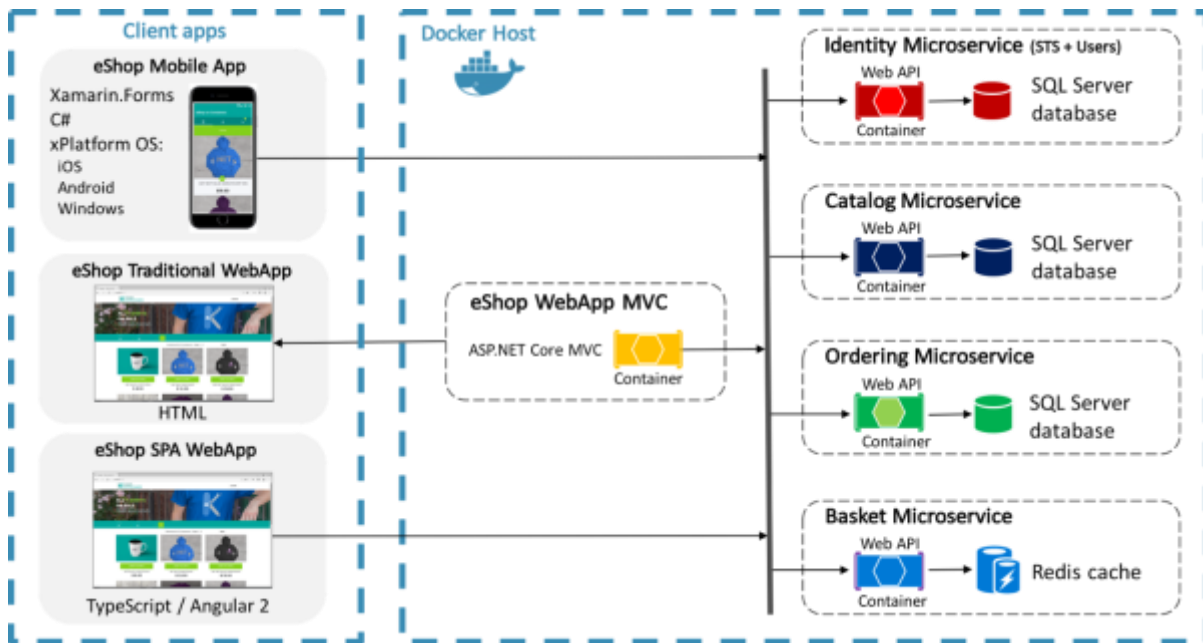 Client apps
eShop Mobile App
Xamarin.Forms
C#
xPlatform OS:
iOS
Android
Windows
eShop Traditional WebApp
HTML
eShop SPA WebApp
TypeScript / Angular 2
Docker Host
eShop WebApp MVC
ASP.NET Core MVC
Container
Identity Microservice (STS + Users)
Web API
Container
SQL Server
database
Catalog Microservice
Web API
Container
SQL Server
database
Ordering Microservice
Web API
Container
SQL Server
database
Basket Microservice
Web API
Container
Redis cache